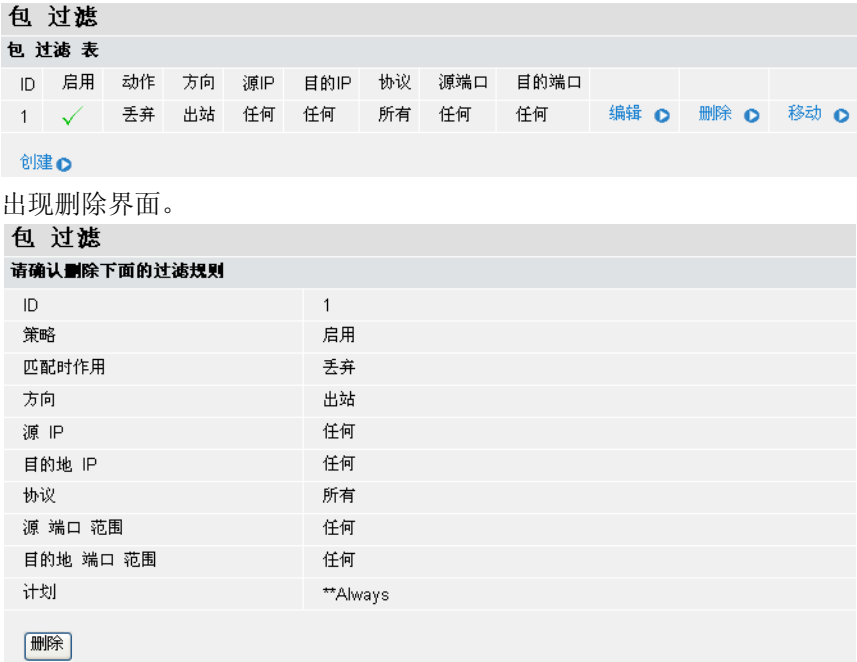 包 过滤
包 过滤 表
ID 启用 动作 方向 源IP 目的IP 协议 源端口 目的端口
1 丢弃 出站 任何 任何 所有 任何 任何 编辑 删除 移动
创建
出现删除界面。
包 过滤
请确认删除下面的过滤规则
ID 1
策略 启用
匹配时作用 丢弃
方向 出站
源 IP 任何
目的地 IP 任何
协议 所有
源 端口 范围 任何
目的地 端口 范围 任何
计划 **Always
删除